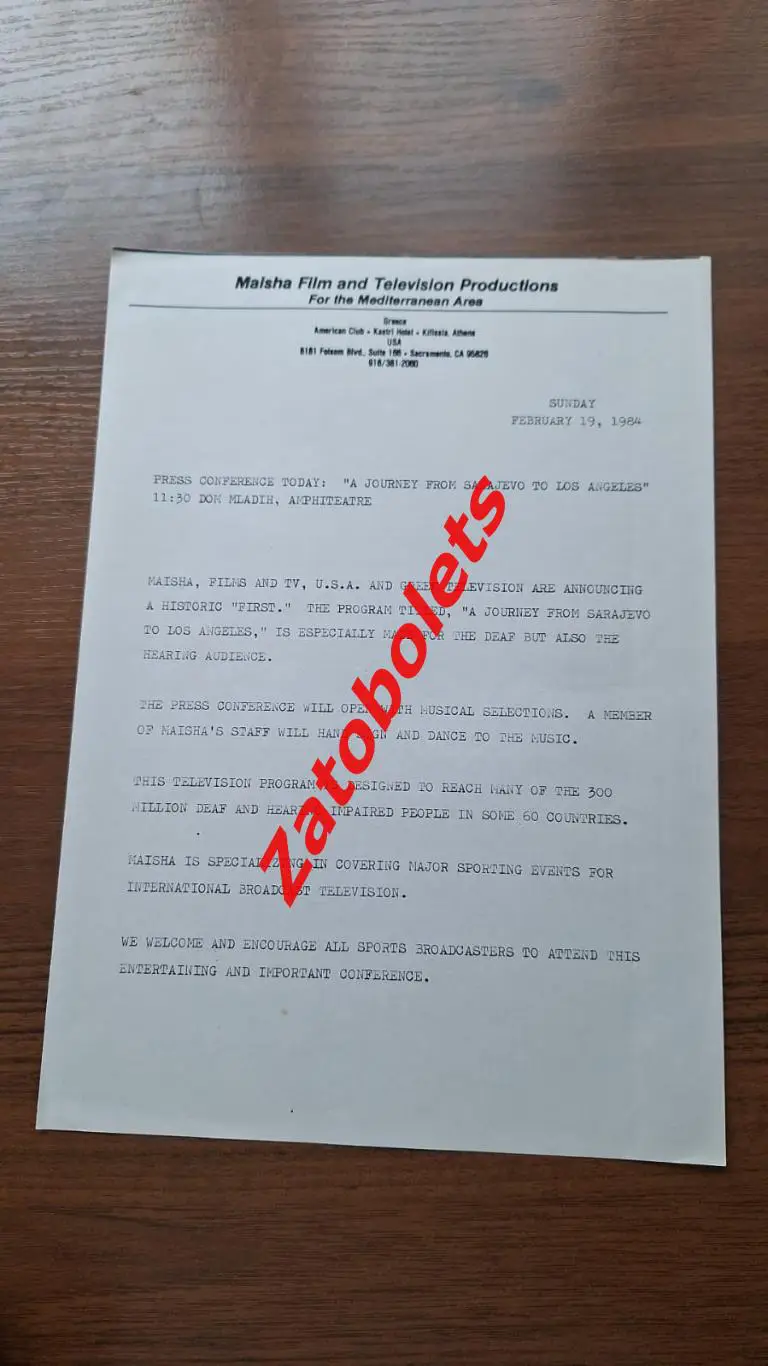 Maisha Film and Television Productions
For the Mediterranean Area
Greece
American Club • Kastri Hotel • Kifissia, Athens
USA
8181 Folsom Blvd., Suite 166 • Sacramento, CA 95826
916/381-2060
SUNDAY
FEBRUARY 19, 1984
PRESS CONFERENCE TODAY: "A JOURNEY FROM SARAJEVO TO LOS ANGELES"
11:30 DOM MLADIH, AMPHITEATRE
MAISHA, FILMS AND TV, U.S.A. AND GREEK TELEVISION ARE ANNOUNCING
A HISTORIC "FIRST." THE PROGRAM TITLED, "A JOURNEY FROM SARAJEVO
TO LOS ANGELES," IS ESPECIALLY MADE FOR THE DEAF BUT ALSO THE
HEARING AUDIENCE.
THE PRESS CONFERENCE WILL OPEN WITH MUSICAL SELECTIONS. A MEMBER
OF MAISHA'S STAFF WILL HAND SIGN AND DANCE TO THE MUSIC.
THIS TELEVISION PROGRAM IS DESIGNED TO REACH MANY OF THE 300
MILLION DEAF AND HEARING IMPAIRED PEOPLE IN SOME 60 COUNTRIES.
MAISHA IS SPECIALIZING IN COVERING MAJOR SPORTING EVENTS FOR
INTERNATIONAL BROADCAST TELEVISION.
WE WELCOME AND ENCOURAGE ALL SPORTS BROADCASTERS TO ATTEND THIS
ENTERTAINING AND IMPORTANT CONFERENCE.
Zatobolets